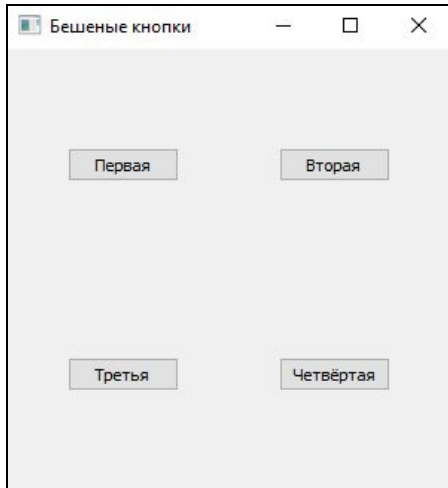 Бешеные кнопки
Первая
Вторая
Третья
Четвёртая